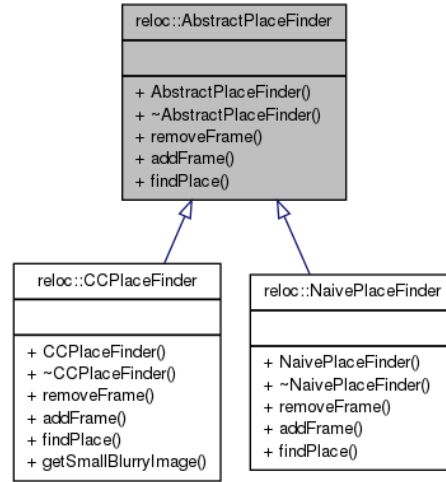 reloc::AbstractPlaceFinder
+ AbstractPlaceFinder()
+ ~AbstractPlaceFinder()
+ removeFrame()
+ addFrame()
+ findPlace()
reloc::CCPlaceFinder
+ CCPlaceFinder()
+ ~CCPlaceFinder()
+ removeFrame()
+ addFrame()
+ findPlace()
+ getSmallBlurryImage()
reloc::NaivePlaceFinder
+ NaivePlaceFinder()
+ ~NaivePlaceFinder()
+ removeFrame()
+ addFrame()
+ findPlace()